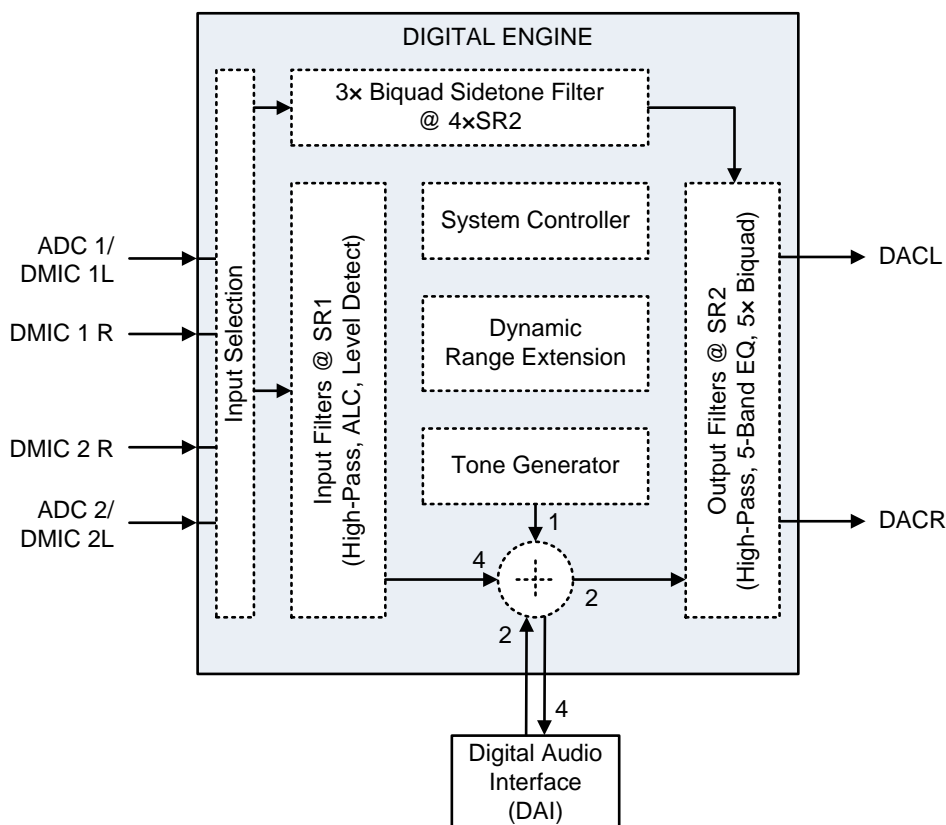 DIGITAL ENGINE
3× Biquad Sidetone Filter
@ 4×SR2
ADC 1/
DMIC 1L
DMIC 1 R
DMIC 2 R
ADC 2/
DMIC 2L
Input Selection
Input Filters @ SR1
(High-Pass, ALC, Level Detect)
System Controller
Dynamic
Range Extension
Tone Generator
1
4
2
2
4
Output Filters @ SR2
(High-Pass, 5-Band EQ, 5× Biquad)
DACL
DACR
Digital Audio
Interface
(DAI)